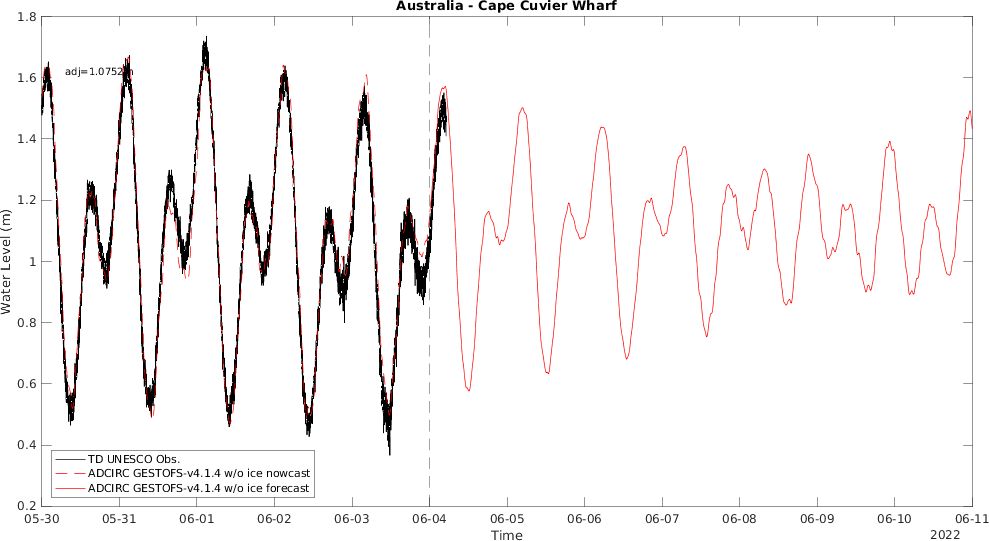 Australia - Cape Cuvier Wharf
1.8
1.6
1.4
1.2
1
0.8
0.6
0.4
0.2
Water Level (m)
adj=1.0752m
TD UNESCO Obs.
ADCIRC GESTOFS-v4.1.4 w/o ice nowcast
ADCIRC GESTOFS-v4.1.4 w/o ice forecast
05-30 05-31 06-01 06-02 06-03 06-04 06-05 06-06 06-07 06-08 06-09 06-10 06-11
Time
2022